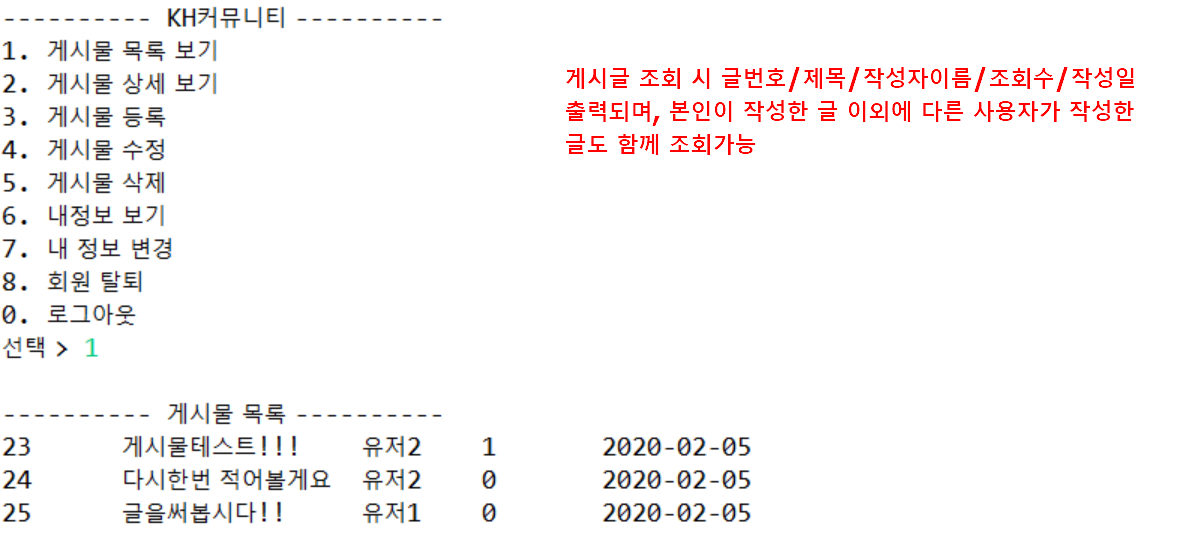 ---------- KH커뮤니티 ----------
1. 게시물 목록 보기
2. 게시물 상세 보기
3. 게시물 등록
4. 게시물 수정
5. 게시물 삭제
6. 내정보 보기
7. 내 정보 변경
8. 회원 탈퇴
0. 로그아웃
선택 > 1
게시글 조회 시 글번호/제목/작성자이름/조회수/작성일
출력되며, 본인이 작성한 글 이외에 다른 사용자가 작성한
글도 함께 조회가능
---------- 게시물 목록 ----------
23 게시물테스트!!! 유저2 1 2020-02-05
24 다시한번 적어볼게요 유저2 0 2020-02-05
25 글을써봅시다!! 유저1 0 2020-02-05